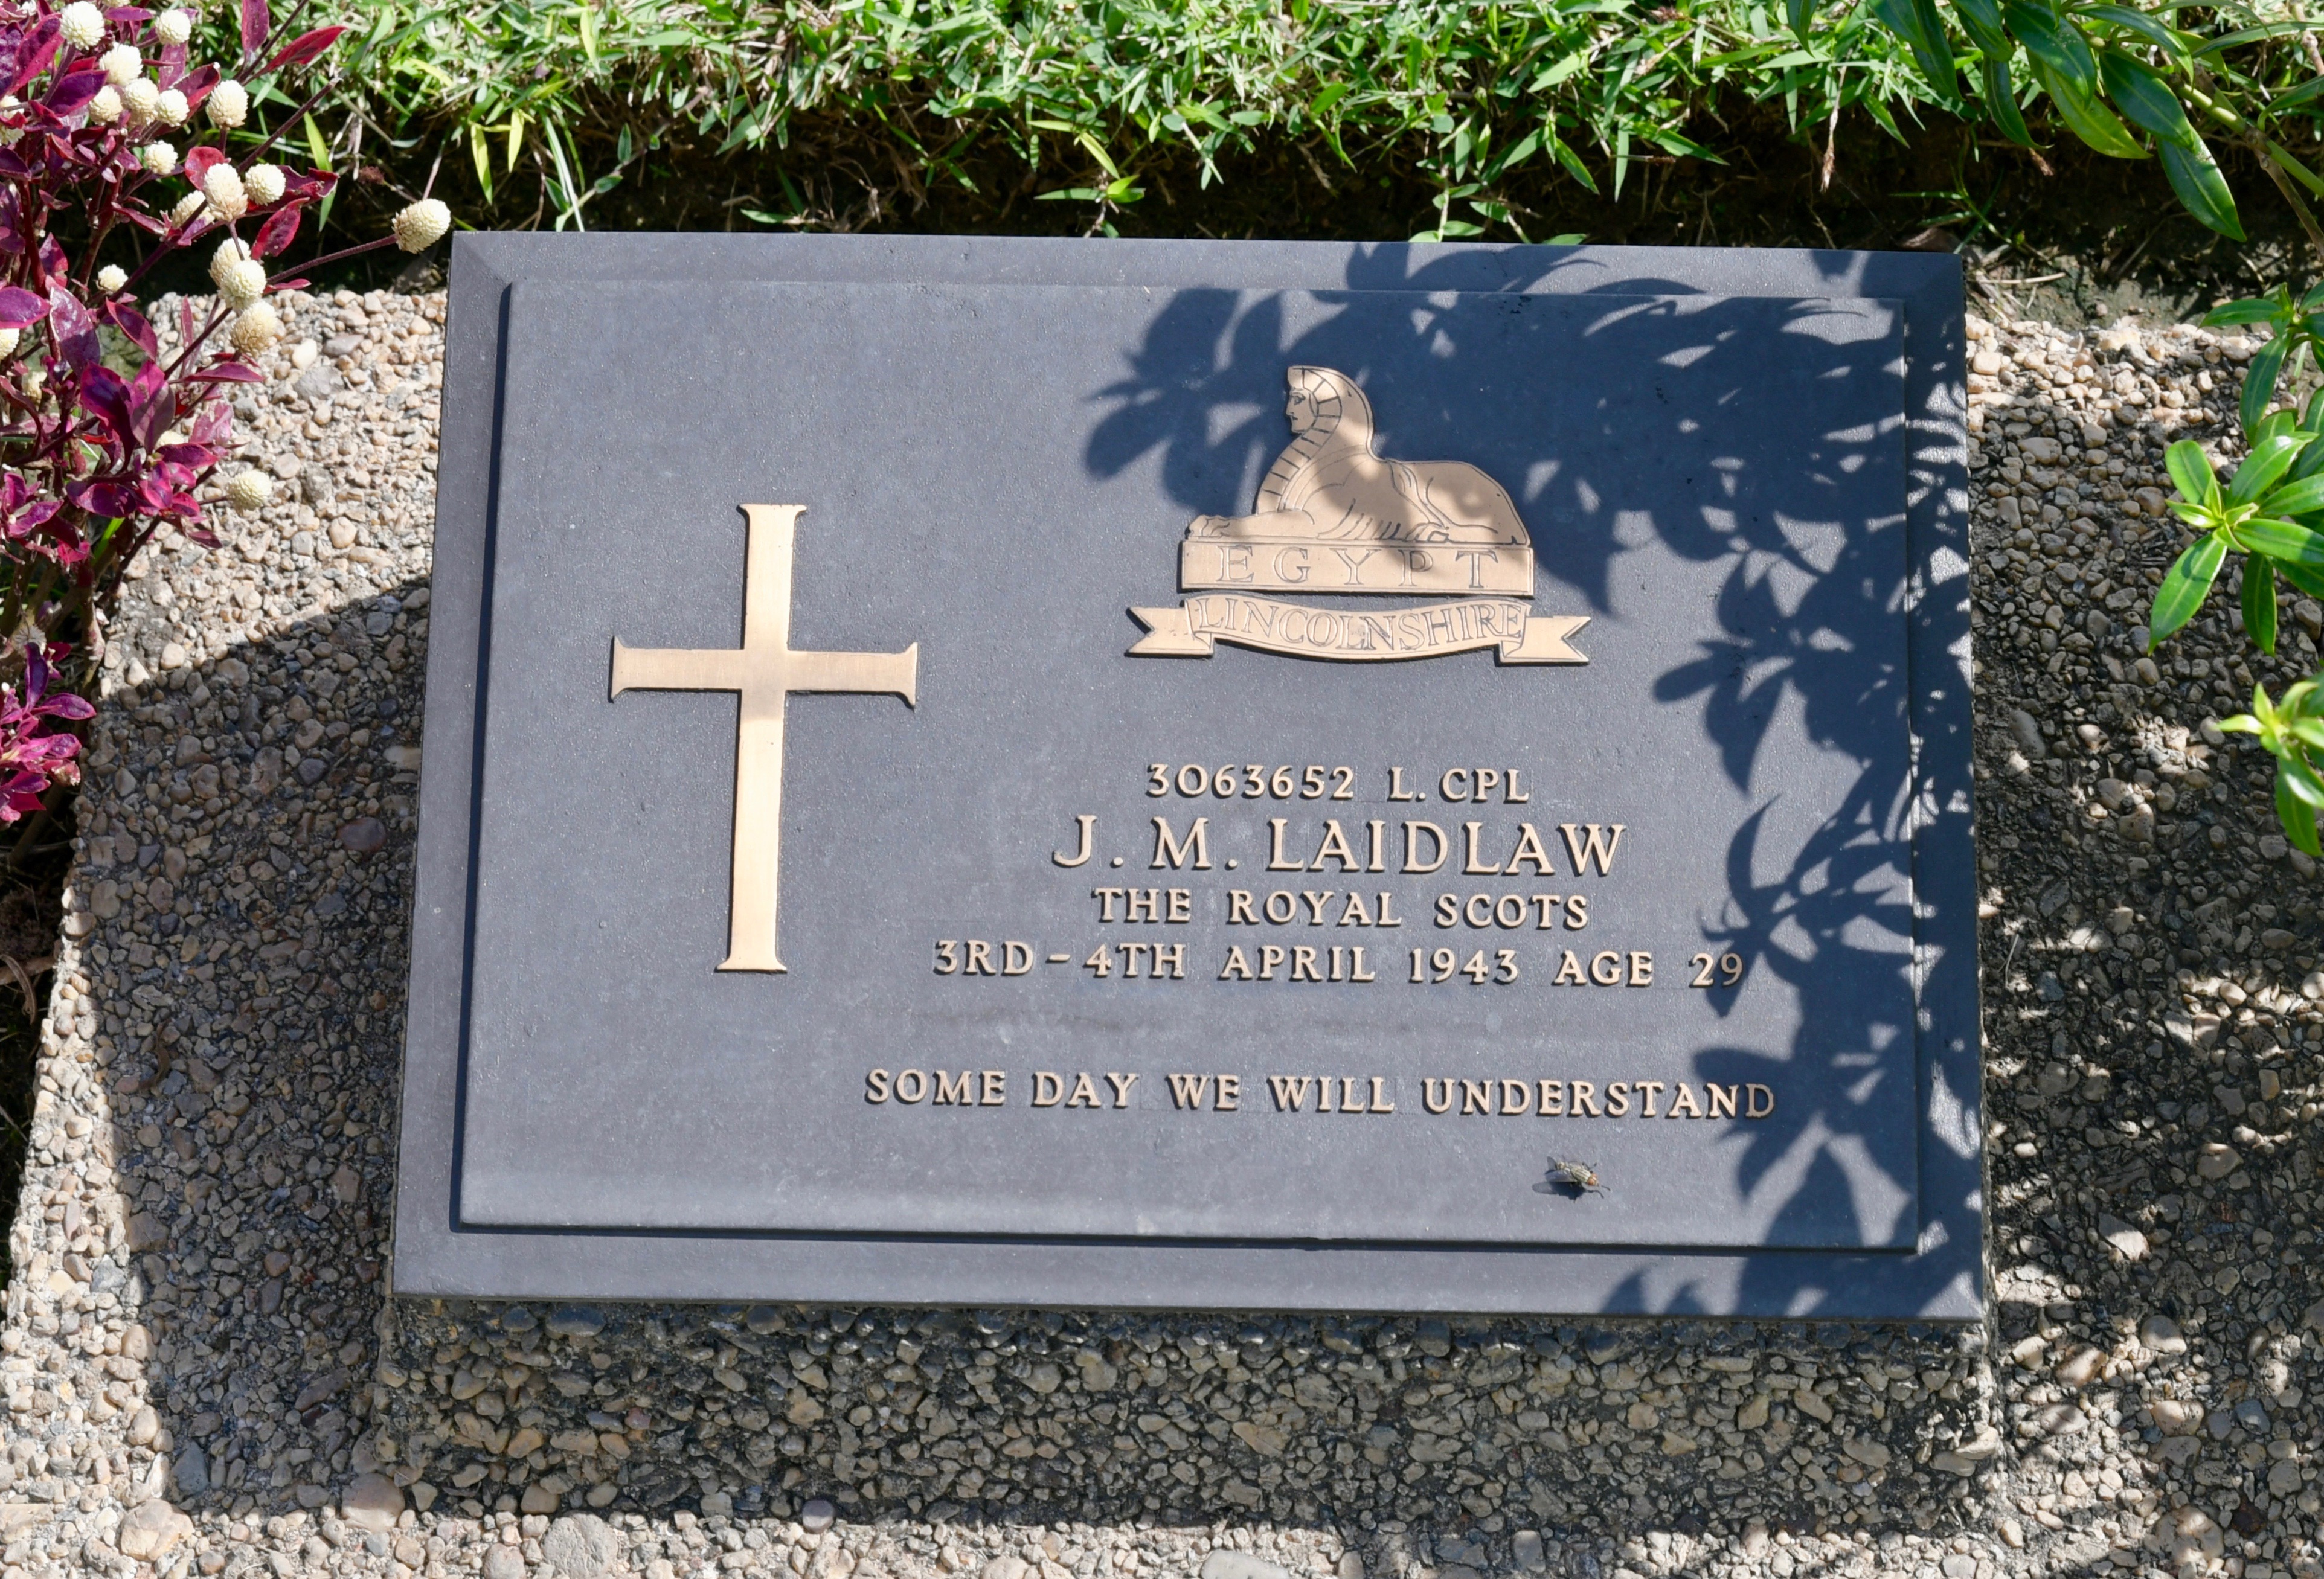 EGYPT
LINCOLNSHIRE
3063652 L. CPL
J. M. LAIDLAW
THE ROYAL SCOTS
3RD - 4TH APRIL 1943 AGE 29
SOME DAY WE WILL UNDERSTAND